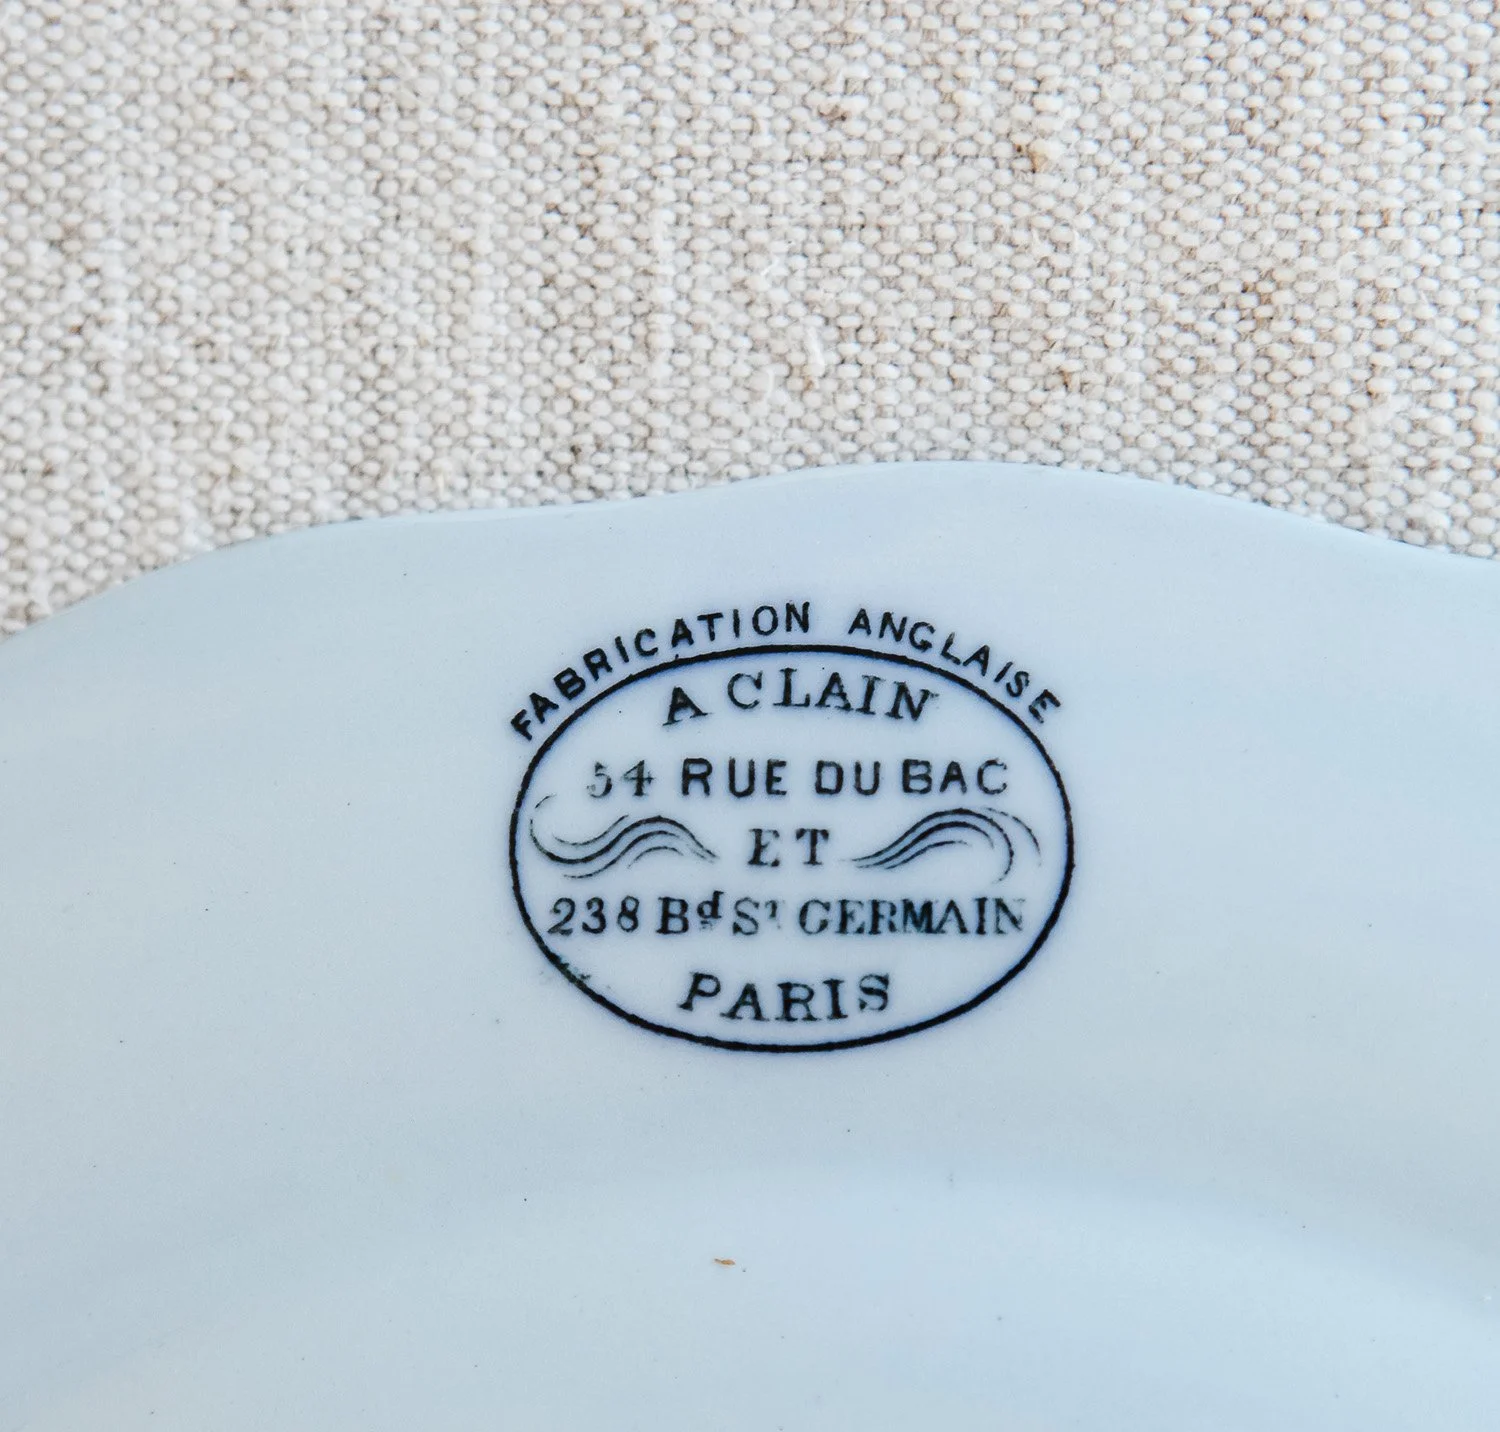 FABRICATION ANGLAISE
A CLAIN
54 RUE DU BAC
ET
238 Bd St GERMAIN
PARIS